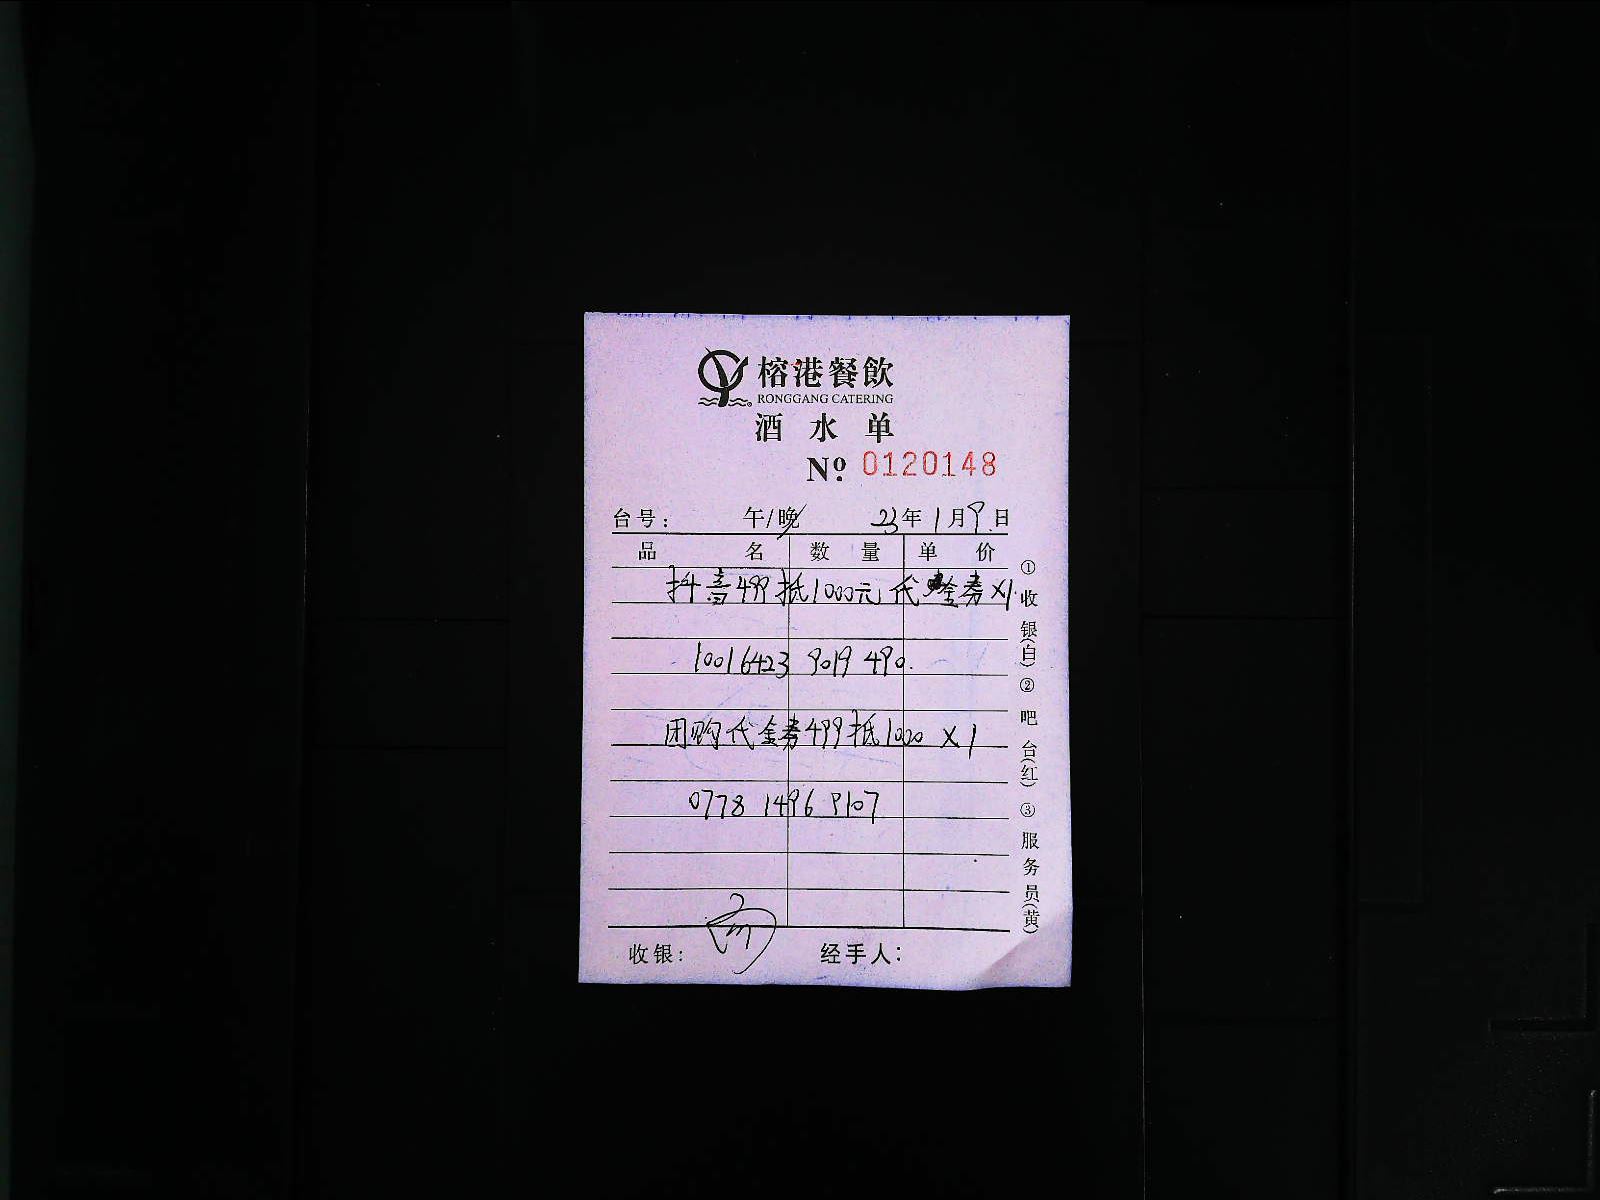 榕港餐飲
RONGGANG CATERING
酒水单
Nº 0120148
台号: 午/晚 23年1月9日
品名 数量 单价
抖音499抵1000元代金券X1
10016423 9019 490.
团购代金券499抵1000 X1
0778 1496 9107
收银: 经手人:
①收银(白)②吧台(红)③服务员(黄)